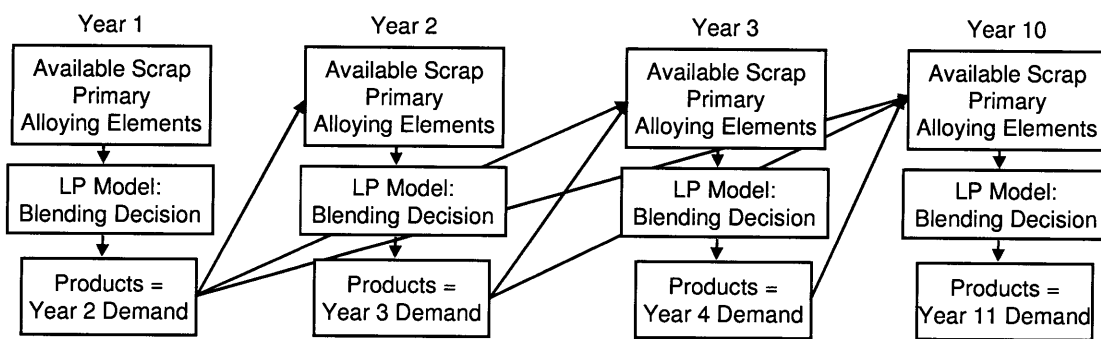 Year 1
Available Scrap
Primary
Alloying Elements
LP Model:
Blending Decision
Products =
Year 2 Demand
Year 2
Available Scrap
Primary
Alloying Elements
LP Model:
Blending Decision
Products =
Year 3 Demand
Year 3
Available Scrap
Primary
Alloying Elements
LP Model:
Blending Decision
Products =
Year 4 Demand
Year 10
Available Scrap
Primary
Alloying Elements
LP Model:
Blending Decision
Products =
Year 11 Demand